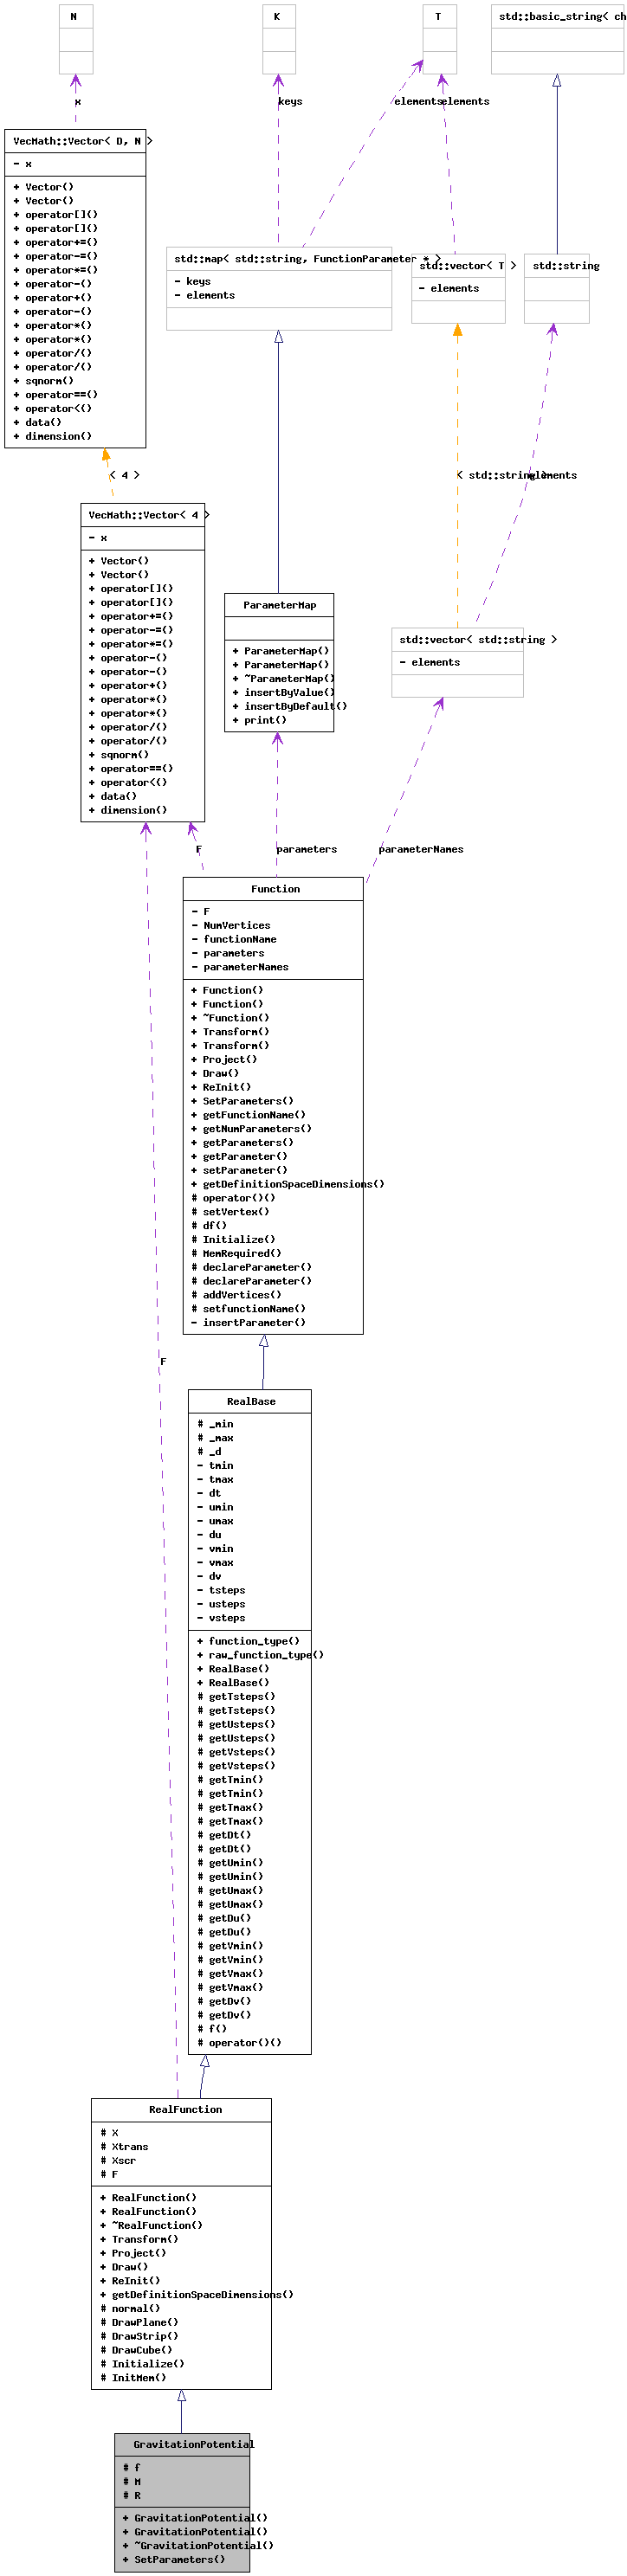 N
K
T
std::basic_string< ch
x
keys
elements
elements
VecMath::Vector< D, N >
- x
+ Vector()
+ Vector()
+ operator[]()
+ operator[]()
+ operator+=()
+ operator-=()
+ operator*=()
+ operator-()
+ operator+()
+ operator-()
+ operator*()
+ operator*()
+ operator/()
+ operator/()
+ sqnorm()
+ operator==()
+ operator<()
+ data()
+ dimension()
std::map< std::string, FunctionParameter * >
- keys
- elements
std::vector< T >
- elements
std::string
< 4 >
< std::string >
elements
VecMath::Vector< 4 >
- x
+ Vector()
+ Vector()
+ operator[]()
+ operator[]()
+ operator+=()
+ operator-=()
+ operator*=()
+ operator-()
+ operator-()
+ operator+()
+ operator*()
+ operator*()
+ operator/()
+ operator/()
+ sqnorm()
+ operator==()
+ operator<()
+ data()
+ dimension()
ParameterMap
+ ParameterMap()
+ ParameterMap()
+ ~ParameterMap()
+ insertByValue()
+ insertByDefault()
+ print()
std::vector< std::string >
- elements
F
parameters
parameterNames
Function
- F
- NumVertices
- functionName
- parameters
- parameterNames
+ Function()
+ Function()
+ ~Function()
+ Transform()
+ Transform()
+ Project()
+ Draw()
+ ReInit()
+ SetParameters()
+ getFunctionName()
+ getNumParameters()
+ getParameters()
+ getParameter()
+ setParameter()
+ getDefinitionSpaceDimensions()
# operator()()
# setVertex()
# df()
# Initialize()
# MemRequired()
# declareParameter()
# declareParameter()
# addVertices()
# setfunctionName()
- insertParameter()
F
RealBase
# _min
# _max
# _d
- tmin
- tmax
- dt
- umin
- umax
- du
- vmin
- vmax
- dv
- tsteps
- usteps
- vsteps
+ function_type()
+ raw_function_type()
+ RealBase()
+ RealBase()
# getTsteps()
# getTsteps()
# getUsteps()
# getUsteps()
# getVsteps()
# getVsteps()
# getTmin()
# getTmin()
# getTmax()
# getTmax()
# getDt()
# getDt()
# getUmin()
# getUmin()
# getUmax()
# getUmax()
# getDu()
# getDu()
# getVmin()
# getVmin()
# getVmax()
# getVmax()
# getDv()
# getDv()
# f()
# operator()()
RealFunction
# X
# Xtrans
# Xscr
# F
+ RealFunction()
+ RealFunction()
+ ~RealFunction()
+ Transform()
+ Project()
+ Draw()
+ ReInit()
+ getDefinitionSpaceDimensions()
# normal()
# DrawPlane()
# DrawStrip()
# DrawCube()
# Initialize()
# InitMem()
GravitationPotential
# f
# M
# R
+ GravitationPotential()
+ GravitationPotential()
+ ~GravitationPotential()
+ SetParameters()